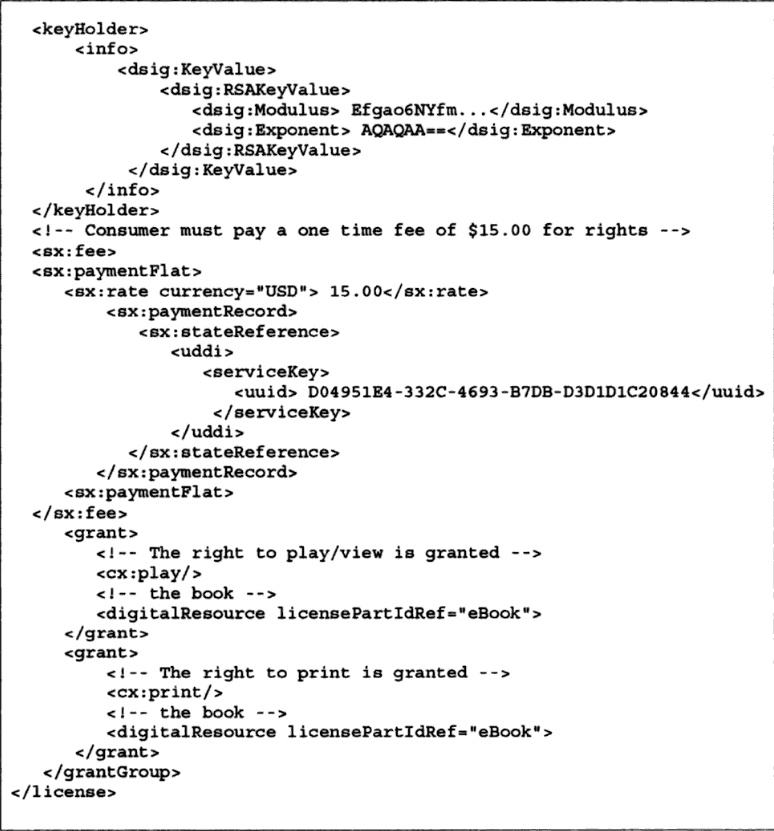 <keyHolder>
<info>
<dsig:KeyValue>
<dsig:RSAKeyValue>
<dsig:Modulus> Efgao6NYfm...</dsig:Modulus>
<dsig:Exponent> AQAQAA==</dsig:Exponent>
</dsig:RSAKeyValue>
</dsig:KeyValue>
</info>
</keyHolder>
<!-- Consumer must pay a one time fee of $15.00 for rights -->
<sx:fee>
<sx:paymentFlat>
<sx:rate currency="USD"> 15.00</sx:rate>
<sx:paymentRecord>
<sx:stateReference>
<uddi>
<serviceKey>
<uuid> D04951E4-332C-4693-B7DB-D3D1D1C20844</uuid>
</serviceKey>
</uddi>
</sx:stateReference>
</sx:paymentRecord>
<sx:paymentFlat>
</sx:fee>
<grant>
<!-- The right to play/view is granted -->
<cx:play/>
<!-- the book -->
<digitalResource licensePartIdRef="eBook">
</grant>
<grant>
<!-- The right to print is granted -->
<cx:print/>
<!-- the book -->
<digitalResource licensePartIdRef="eBook">
</grant>
</grantGroup>
</license>